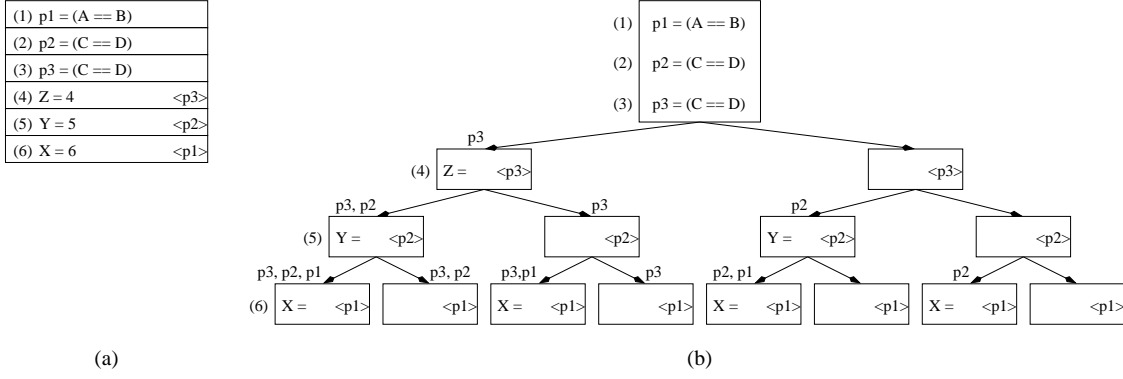 (1) p1 = (A == B)
(2) p2 = (C == D)
(3) p3 = (C == D)
(4) Z = 4 <p3>
(5) Y = 5 <p2>
(6) X = 6 <p1>
(a)
(1) p1 = (A == B)
(2) p2 = (C == D)
(3) p3 = (C == D)
p3
(4) Z = <p3> <p3>
p3, p2 p3 p2
(5) Y = <p2> <p2> Y = <p2> <p2>
p3, p2, p1 p3, p2 p3,p1 p3 p2, p1 p2
(6) X = <p1> <p1> X = <p1> <p1> X = <p1> <p1> X = <p1> <p1>
(b)